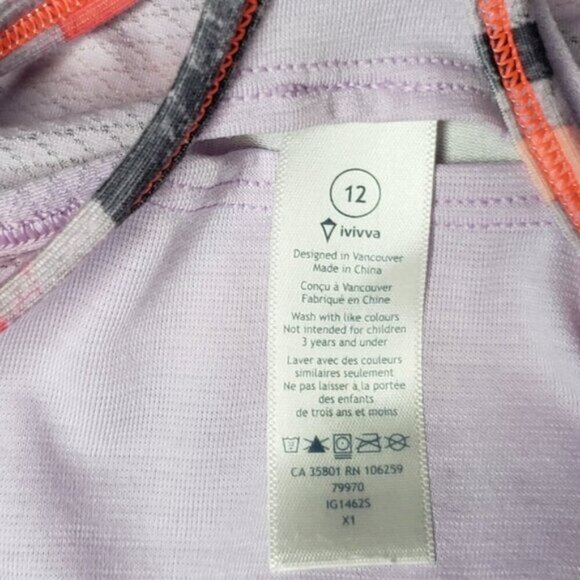 12
ivivva
Designed in Vancouver
Made in China
Conçu à Vancouver
Fabriqué en Chine
Wash with like colours
Not intended for children
3 years and under
Laver avec des couleurs
similaires seulement
Ne pas laisser à la portée
des enfants
de trois ans et moins
CA 35801 RN 106259
79970
IG1462S
X1